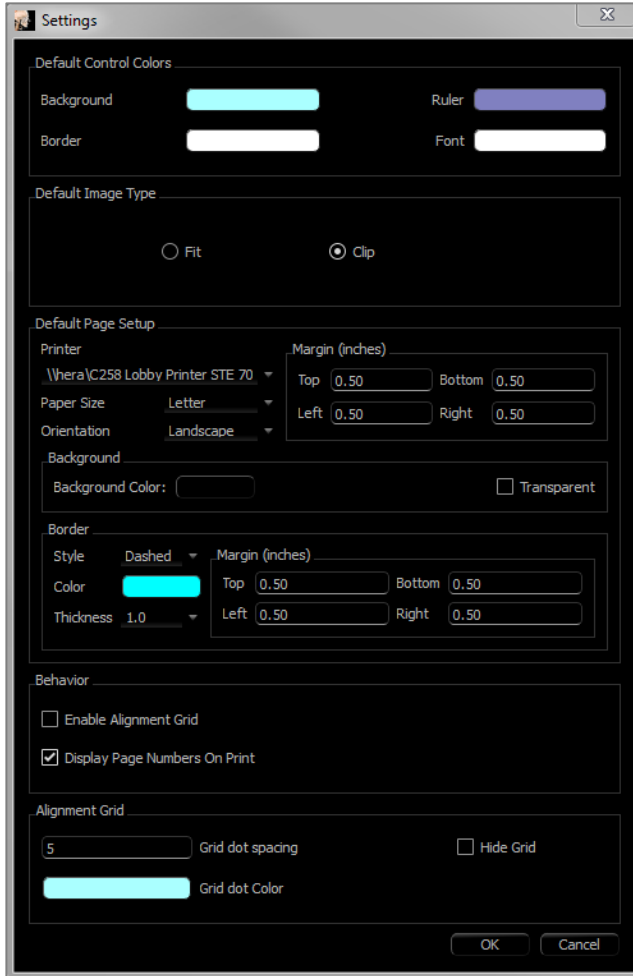 Settings
Default Control Colors
Background Ruler
Border Font
Default Image Type
Fit Clip
Default Page Setup
Printer Margin (inches)
\\hera\C258 Lobby Printer STE 70 Top 0.50 Bottom 0.50
Paper Size Letter
Left 0.50 Right 0.50
Orientation Landscape
Background
Background Color: Transparent
Border
Style Dashed Margin (inches)
Color Top 0.50 Bottom 0.50
Thickness 1.0 Left 0.50 Right 0.50
Behavior
Enable Alignment Grid
Display Page Numbers On Print
Alignment Grid
5 Grid dot spacing Hide Grid
Grid dot Color
OK Cancel